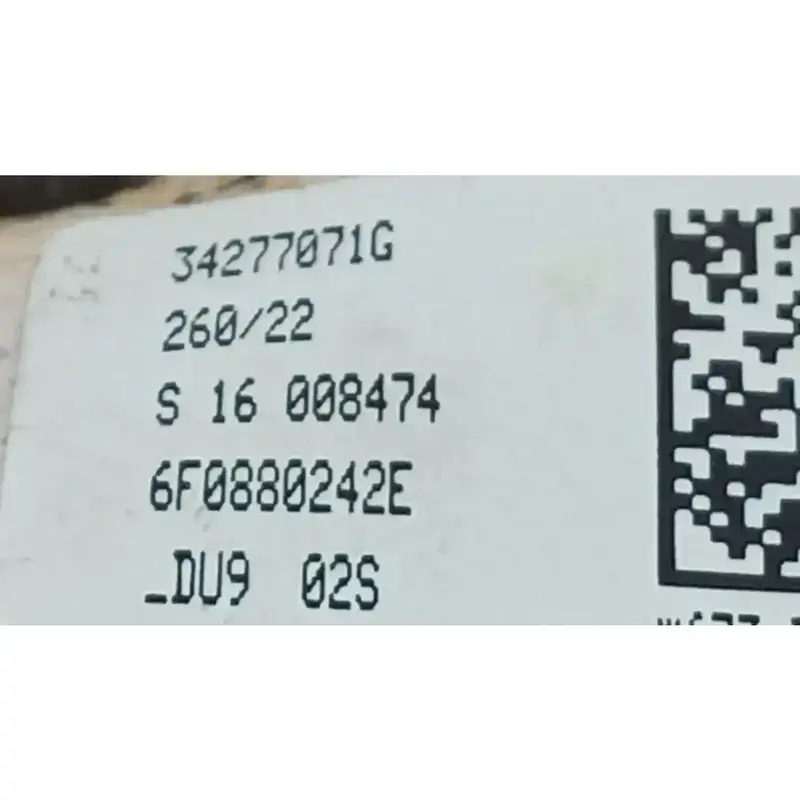 34277071G
260/22
S 16 008474
6F0880242E
_DU9 02S